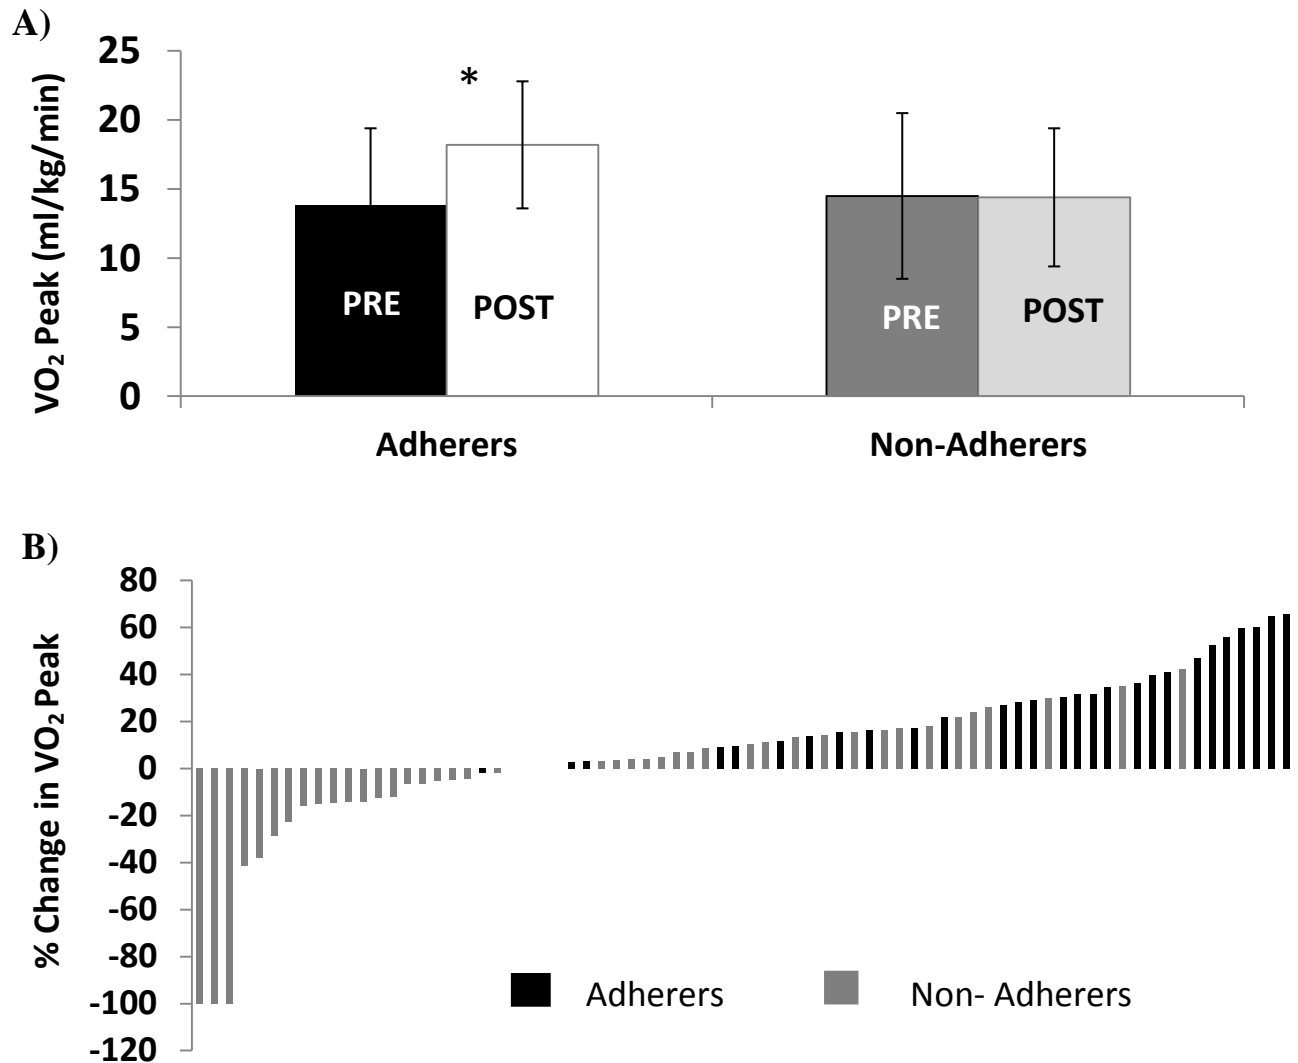 A)
VO₂ Peak (ml/kg/min)
25
20
15
10
5
0
*
PRE
POST
PRE
POST
Adherers
Non-Adherers
B)
% Change in VO₂ Peak
80
60
40
20
0
-20
-40
-60
-80
-100
-120
Adherers
Non- Adherers